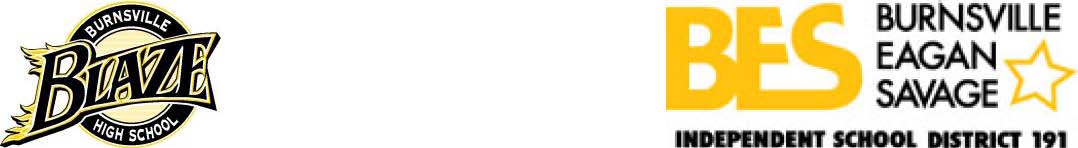 BURNSVILLE
BLAZE
HIGH SCHOOL
BES
BURNSVILLE
EAGAN
SAVAGE
INDEPENDENT SCHOOL DISTRICT 191